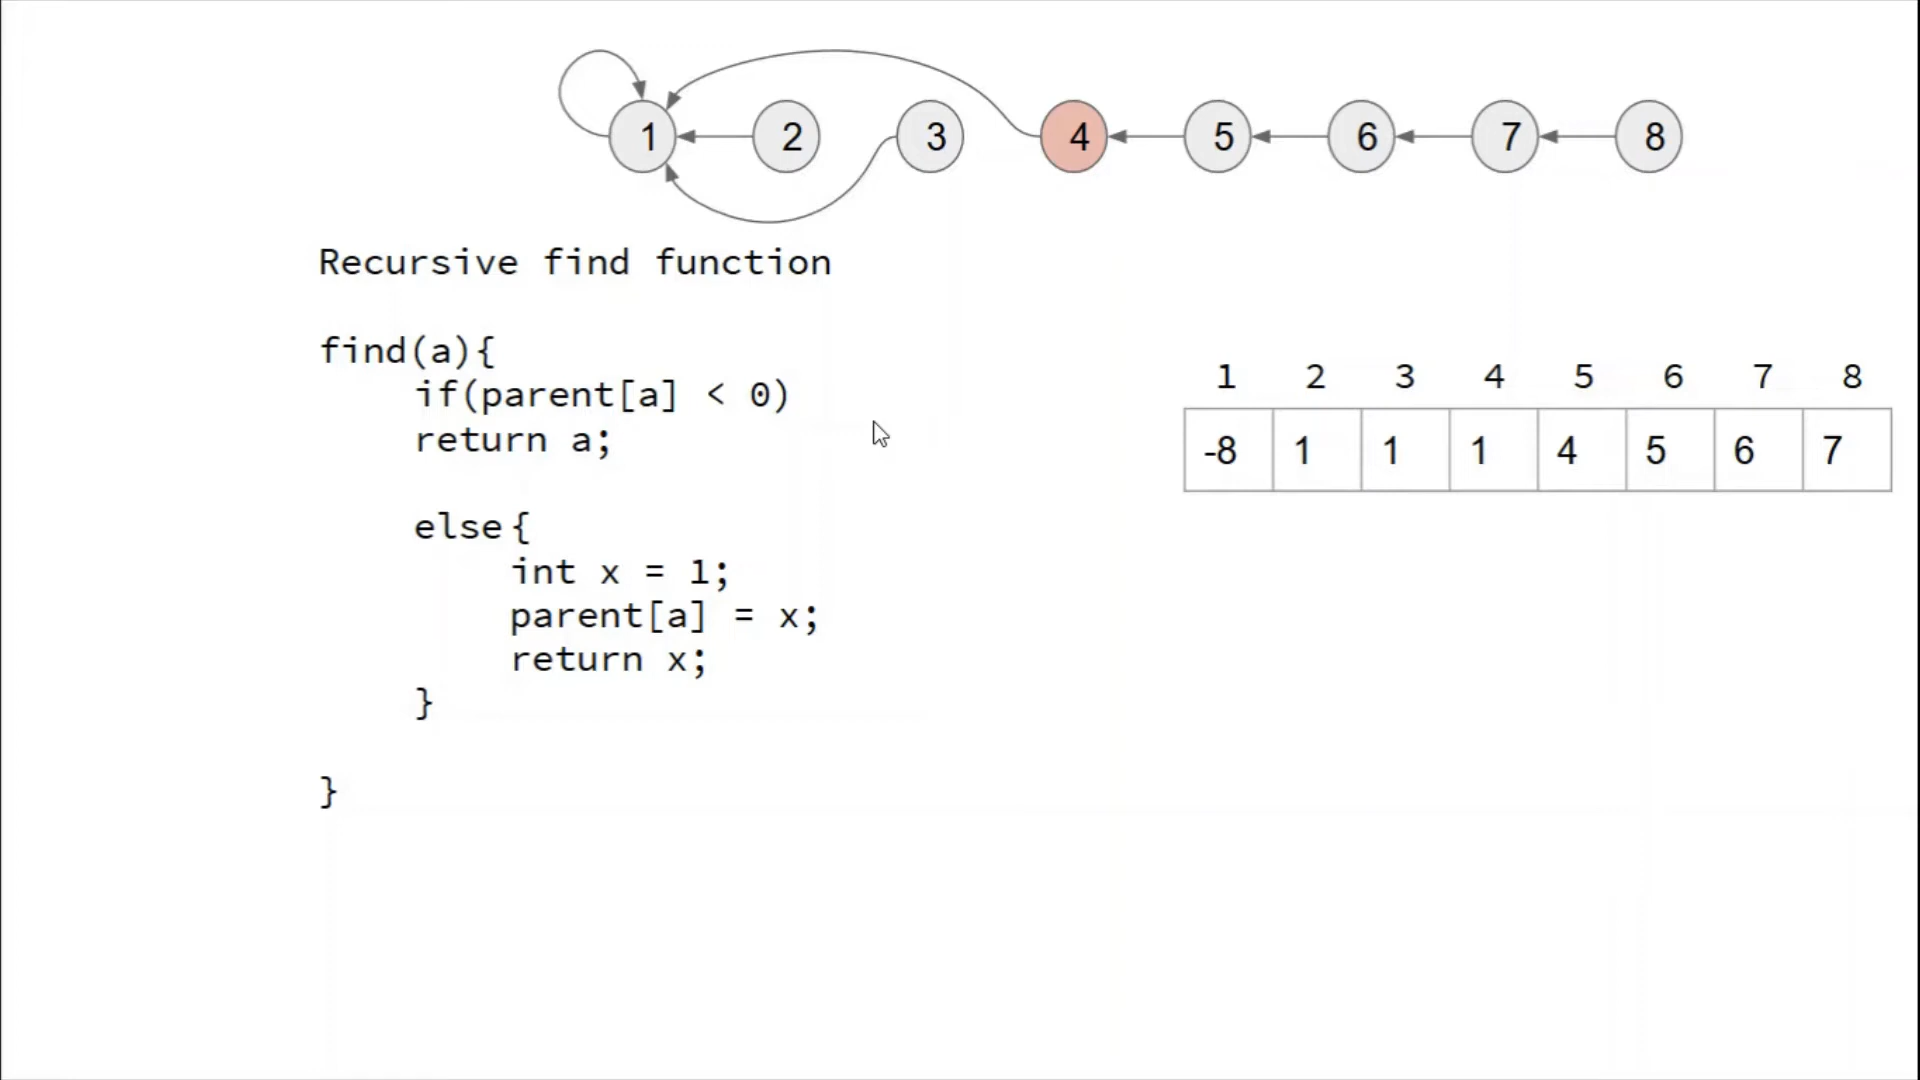 1 2 3 4 5 6 7 8
Recursive find function
find(a){
if(parent[a] < 0)
return a;
else{
int x = 1;
parent[a] = x;
return x;
}
}
1 2 3 4 5 6 7 8
-8 1 1 1 4 5 6 7